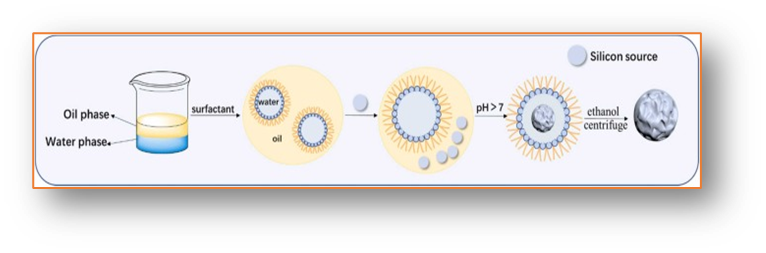 Silicon source
Oil phase
Water phase
surfactant
water
oil
pH > 7
ethanol
centrifuge